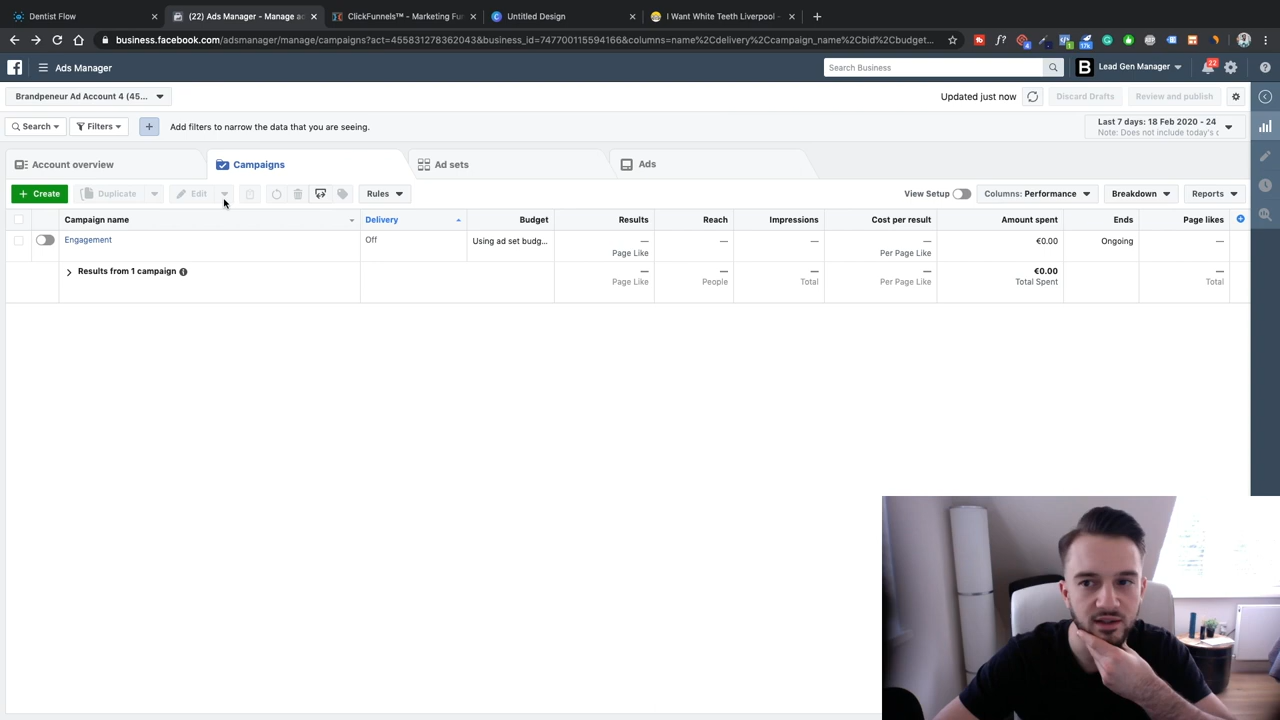 Dentist Flow
(22) Ads Manager - Manage ad
ClickFunnels™ - Marketing Fu
Untitled Design
I Want White Teeth Liverpool -
business.facebook.com/adsmanager/manage/campaigns?act=455831278362043&business_id=747700115594166&columns=name%2Cdelivery%2Ccampaign_name%2Cbid%2Cbudget...
Ads Manager
Search Business
Lead Gen Manager
22
Brandpeneur Ad Account 4 (45...
Updated just now
Discard Drafts
Review and publish
Search
Filters
Add filters to narrow the data that you are seeing.
Last 7 days: 18 Feb 2020 - 24
Note: Does not include today's c
Account overview
Campaigns
Ad sets
Ads
+ Create
Duplicate
Edit
Rules
View Setup
Columns: Performance
Breakdown
Reports
Campaign name
Delivery
Budget
Results
Reach
Impressions
Cost per result
Amount spent
Ends
Page likes
Engagement
Off
Using ad set budg...
—
Page Like
—
—
—
Per Page Like
€0.00
Ongoing
—
Results from 1 campaign
—
Page Like
—
People
—
Total
—
Per Page Like
€0.00
Total Spent
—
Total